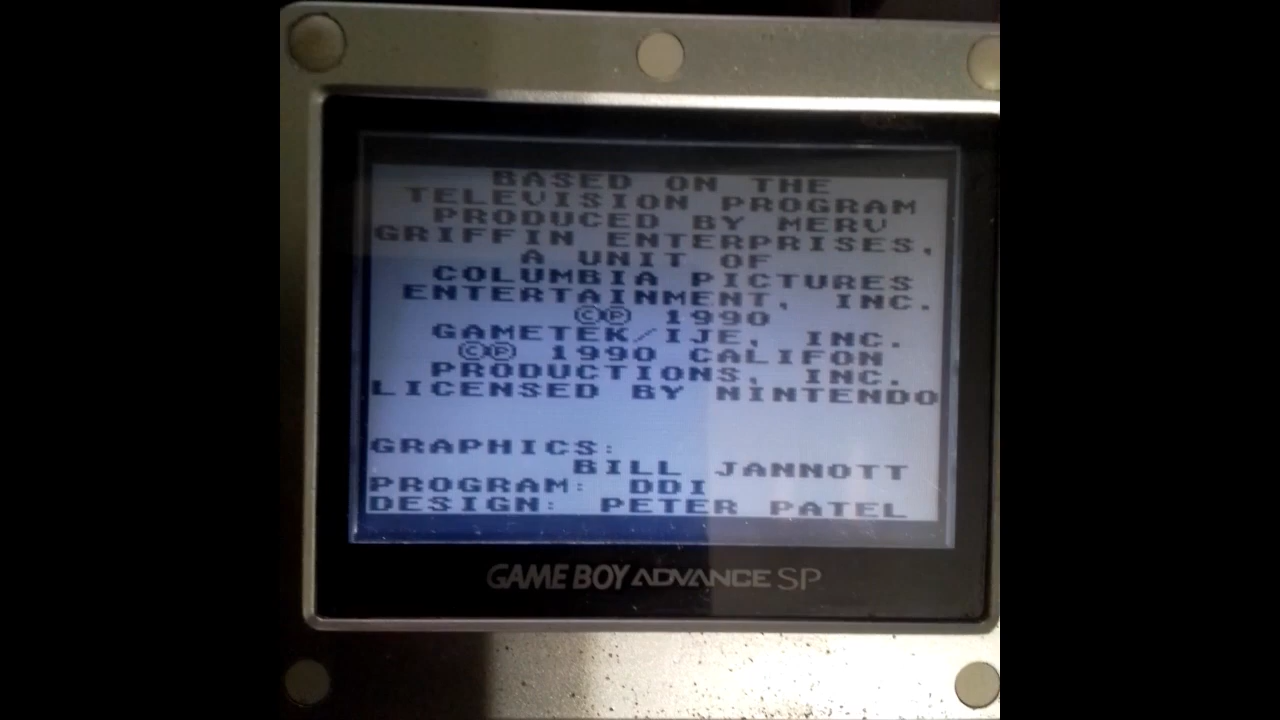 BASED ON THE
TELEVISION PROGRAM
PRODUCED BY MERV
GRIFFIN ENTERPRISES,
A UNIT OF
COLUMBIA PICTURES
ENTERTAINMENT, INC.
©℗ 1990
GAMETEK/IJE, INC.
©℗ 1990 CALIFON
PRODUCTIONS, INC.
LICENSED BY NINTENDO
GRAPHICS:
BILL JANNOTT
PROGRAM: DDI
DESIGN: PETER PATEL
GAME BOY ADVANCE SP